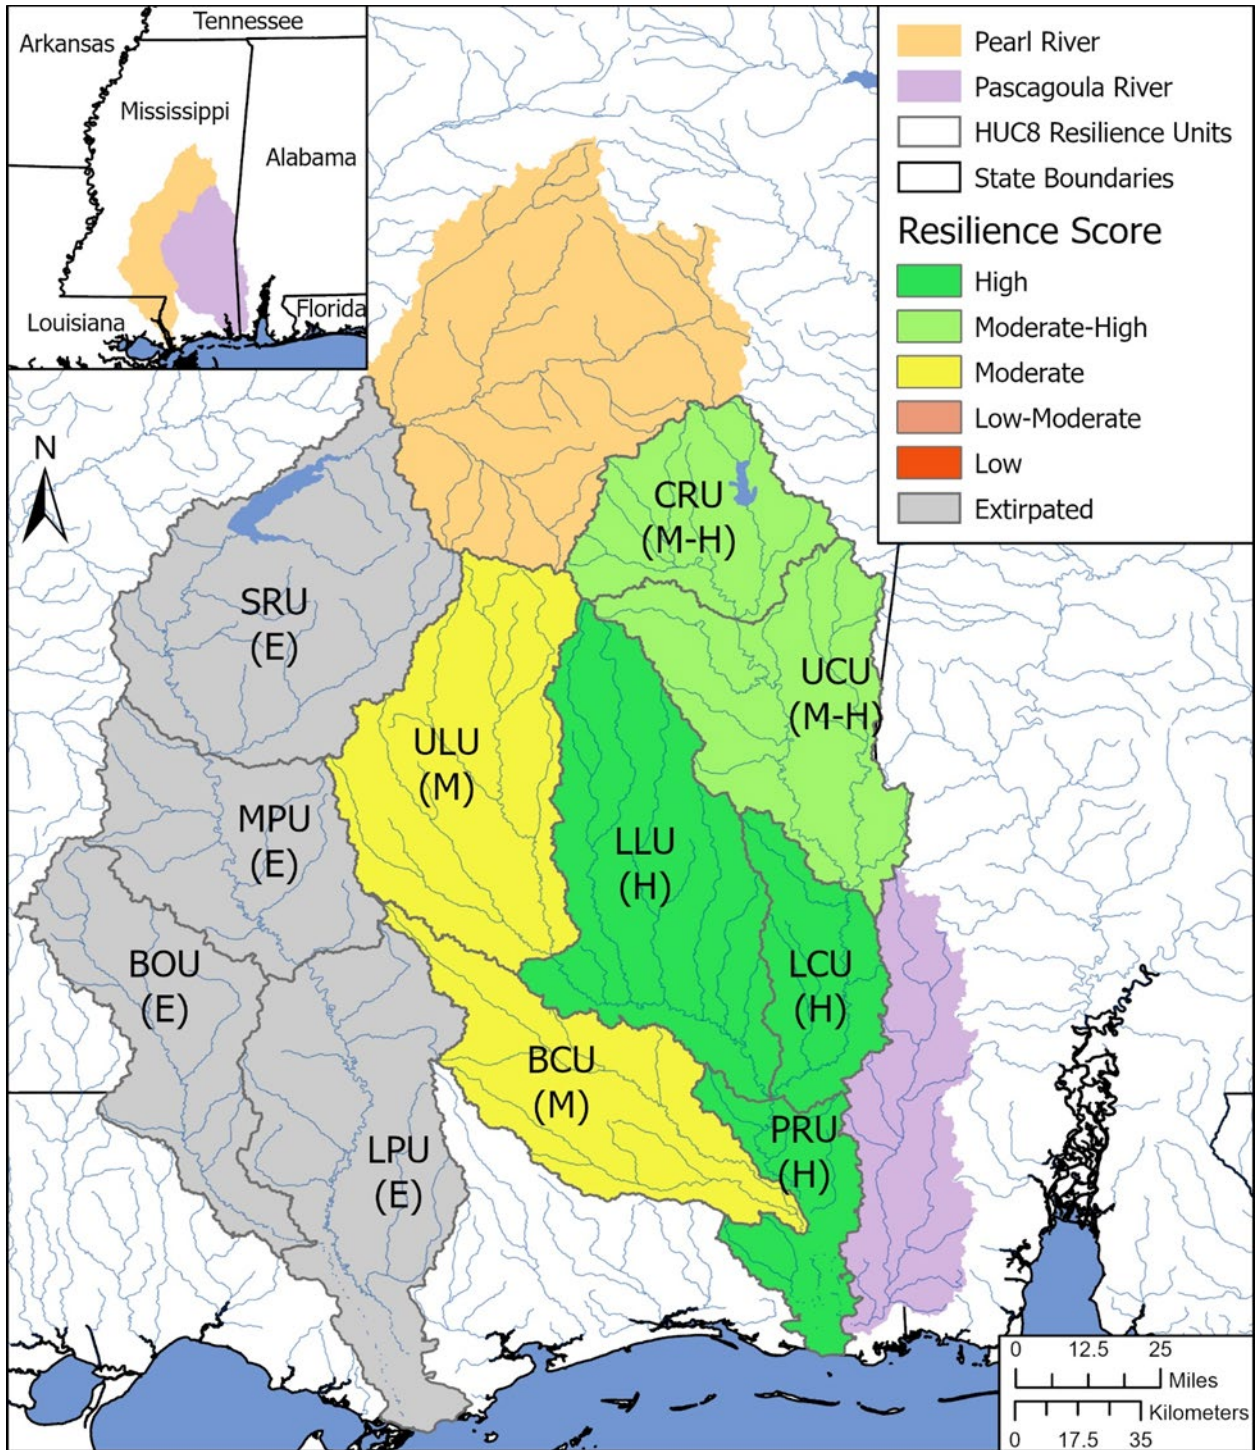 Tennessee
Arkansas
Mississippi
Alabama
Louisiana
Florida
Pearl River
Pascagoula River
HUC8 Resilience Units
State Boundaries
Resilience Score
High
Moderate-High
Moderate
Low-Moderate
Low
Extirpated
N
CRU
(M-H)
SRU
(E)
UCU
(M-H)
ULU
(M)
MPU
(E)
LLU
(H)
BOU
(E)
LCU
(H)
BCU
(M)
PRU
(H)
LPU
(E)
0 12.5 25
Miles
Kilometers
0 17.5 35